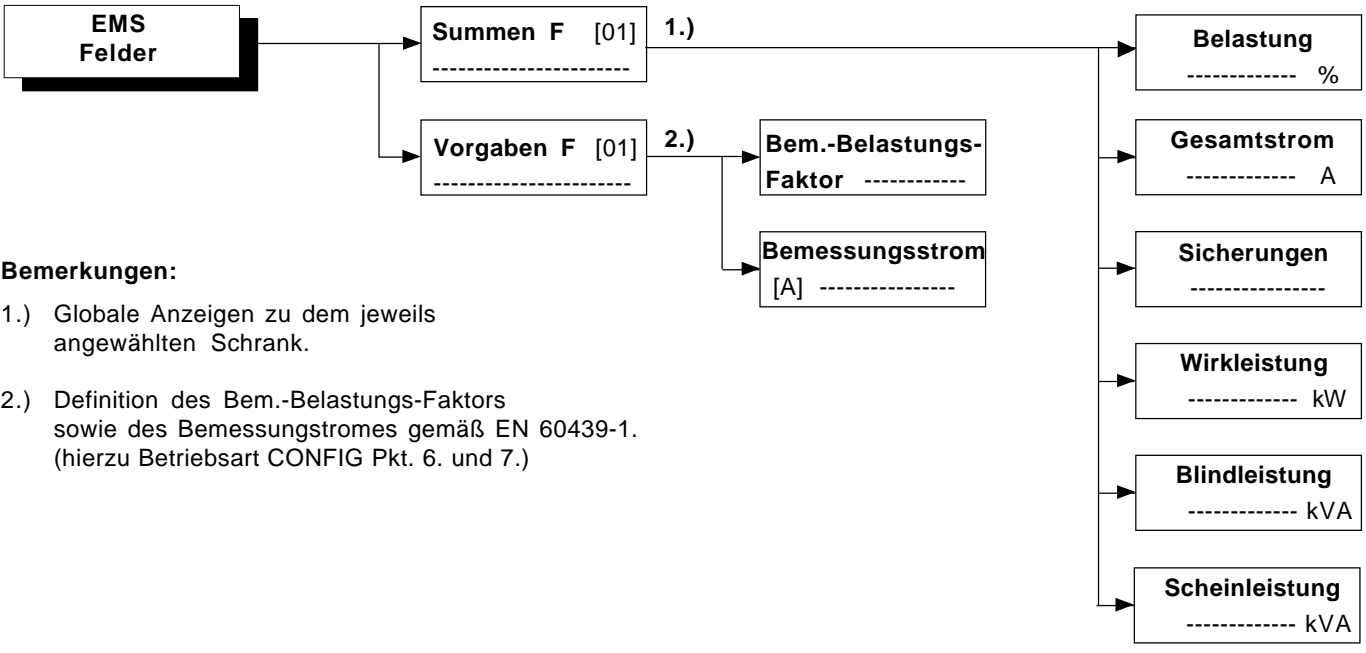 EMS
Felder
Summen F [01]
-----------------------
1.)
Vorgaben F [01]
-----------------------
2.)
Bem.-Belastungs-
Faktor ------------
Bemessungsstrom
[A] ----------------
Belastung
------------- %
Gesamtstrom
------------- A
Sicherungen
----------------
Wirkleistung
------------- kW
Blindleistung
------------- kVA
Scheinleistung
------------- kVA
Bemerkungen:
1.) Globale Anzeigen zu dem jeweils
angewählten Schrank.
2.) Definition des Bem.-Belastungs-Faktors
sowie des Bemessungstromes gemäß EN 60439-1.
(hierzu Betriebsart CONFIG Pkt. 6. und 7.)